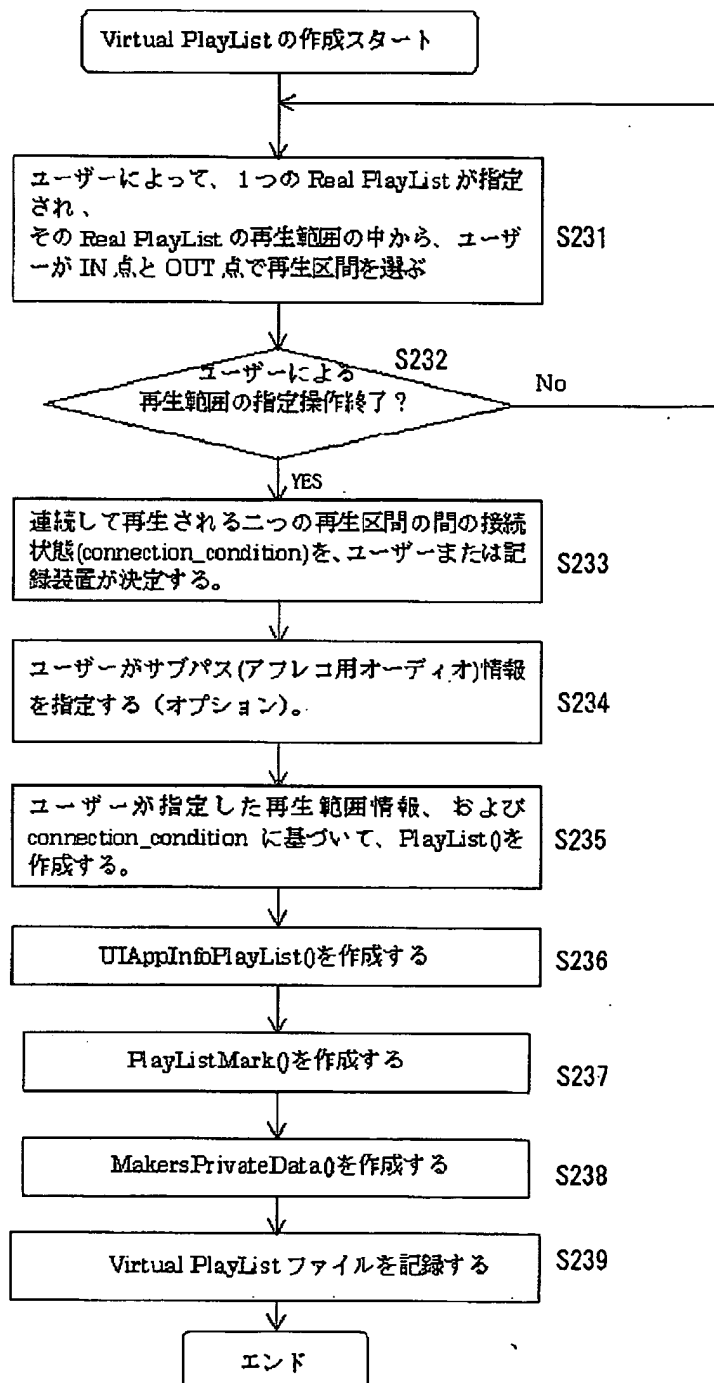 Virtual PlayList の作成スタート
ユーザーによって、1つの Real PlayList が指定
され、
その Real PlayList の再生範囲の中から、ユーザ
ーが IN 点と OUT 点で再生区間を選ぶ
S231
S232
ユーザーによる
再生範囲の指定操作終了？
No
YES
連続して再生される二つの再生区間の間の接続
状態(connection_condition)を、ユーザーまたは記
録装置が決定する。
S233
ユーザーがサブパス(アフレコ用オーディオ)情報
を指定する（オプション）。
S234
ユーザーが指定した再生範囲情報、および
connection_condition に基づいて、PlayList()を
作成する。
S235
UIAppInfoPlayList()を作成する
S236
PlayListMark()を作成する
S237
MakersPrivateData()を作成する
S238
Virtual PlayList ファイルを記録する
S239
エンド